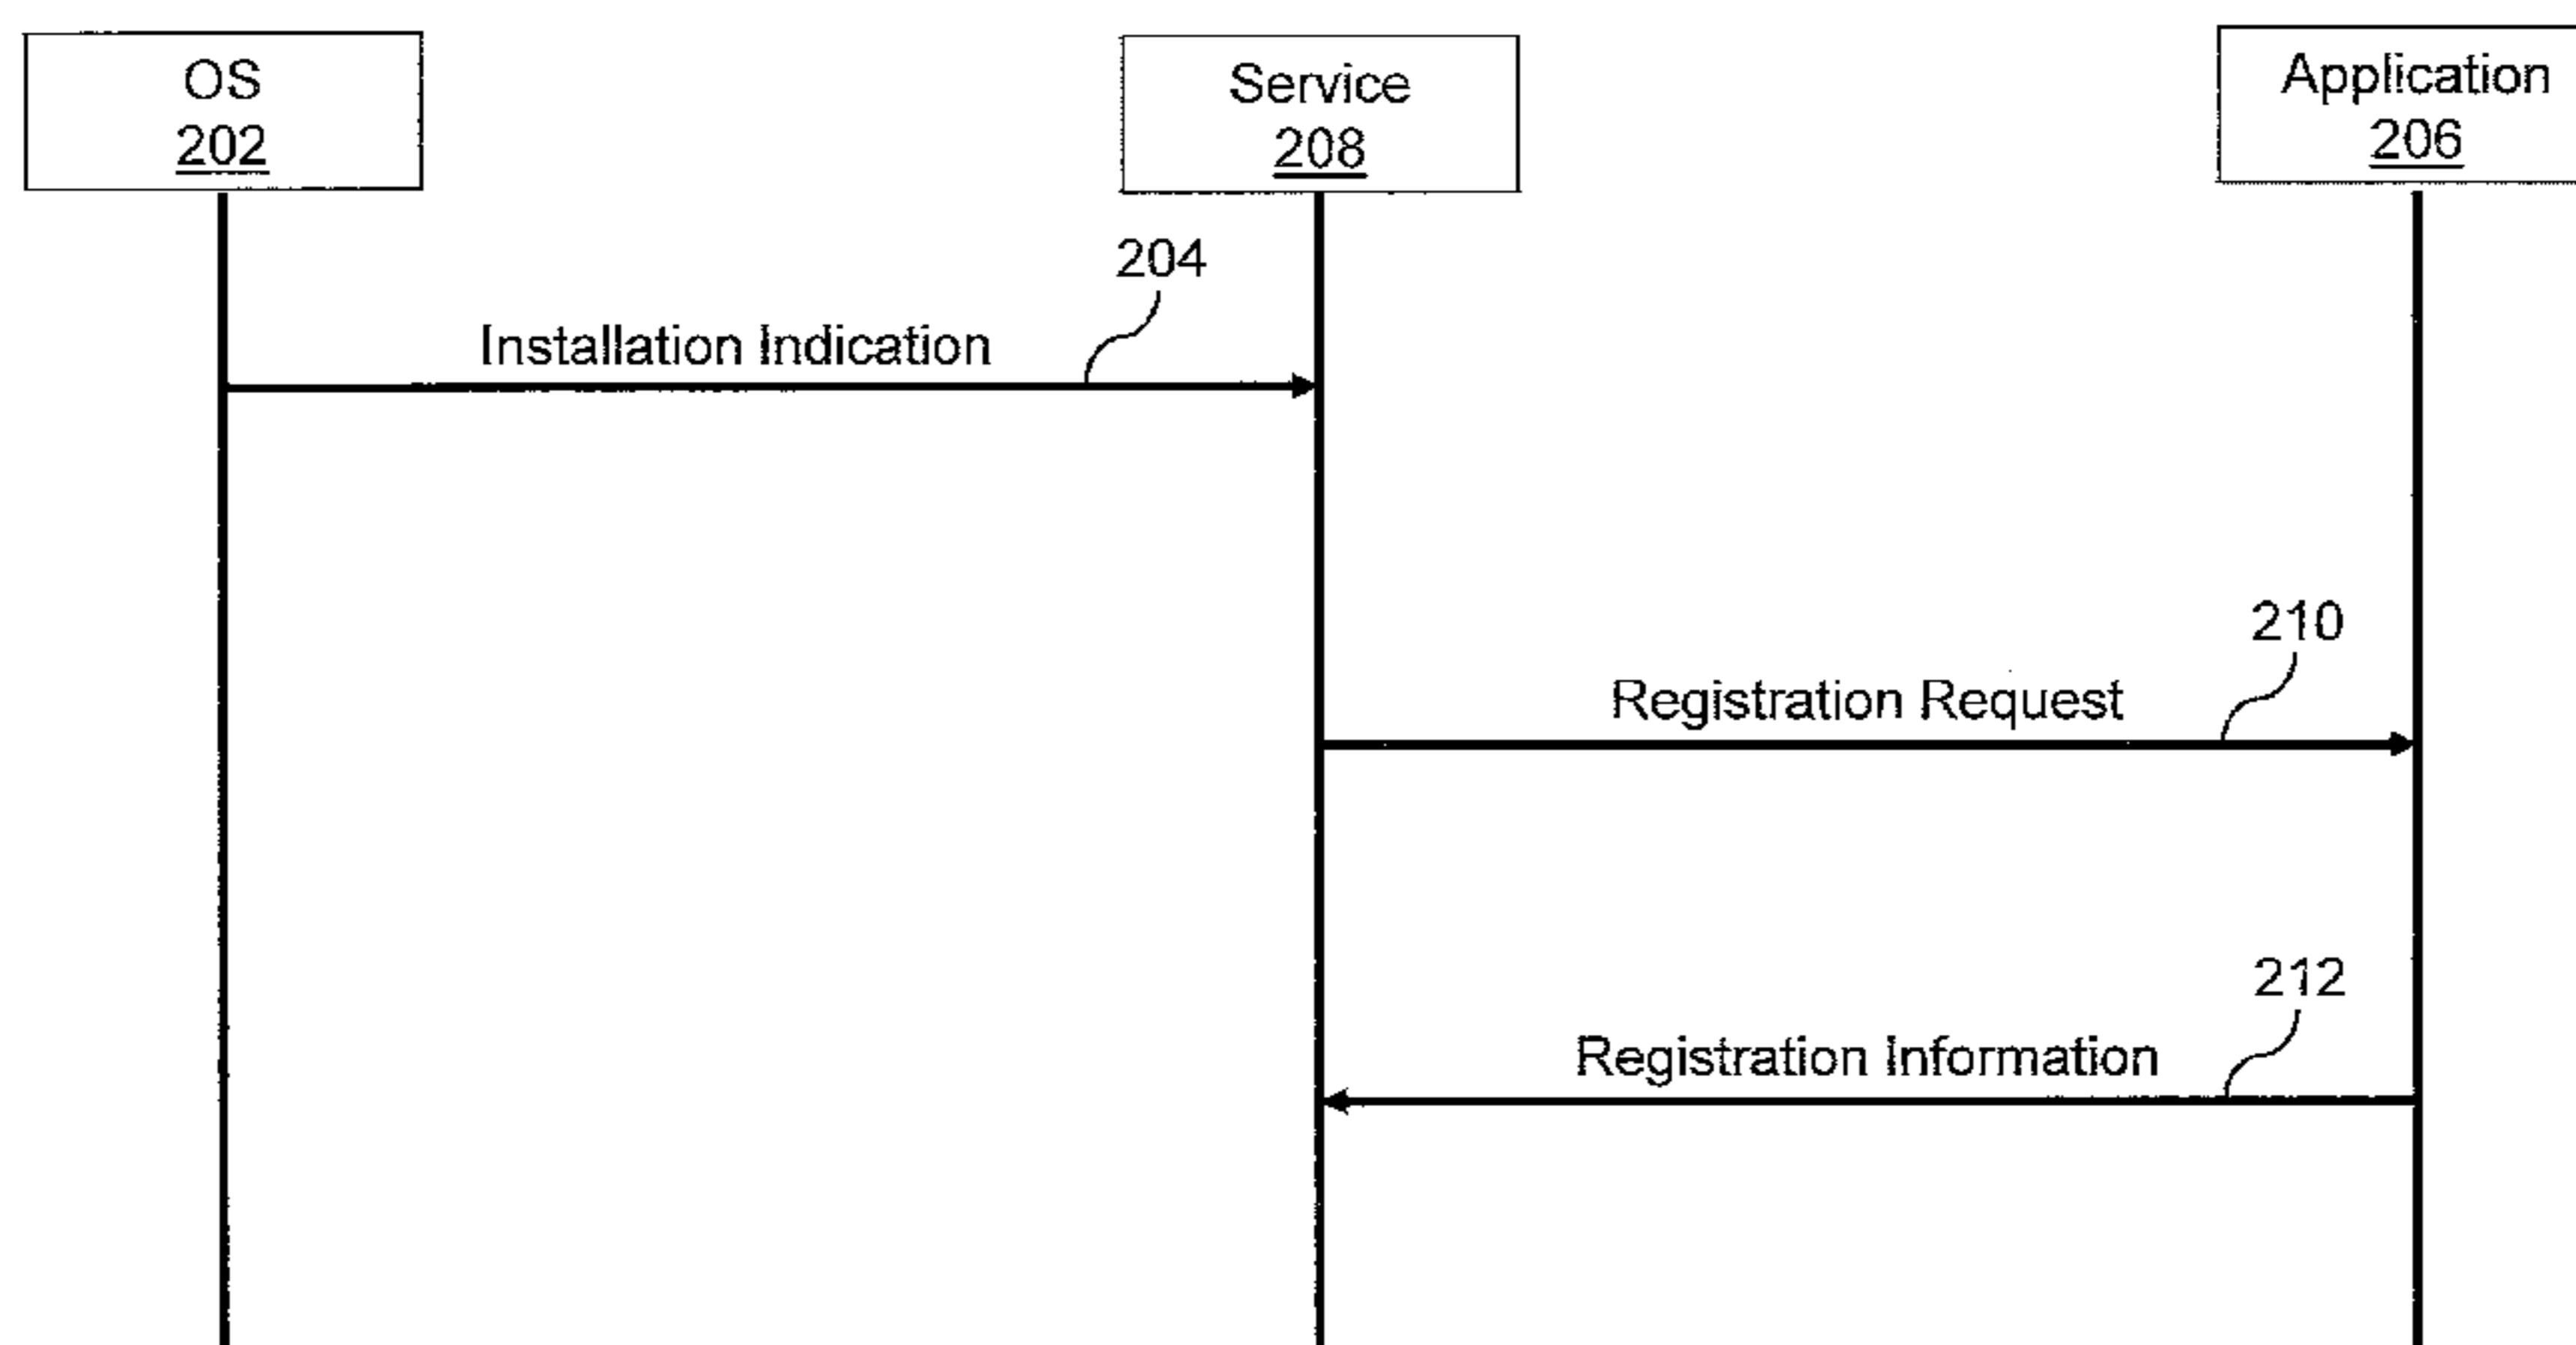 OS
202
Service
208
Application
206
204
Installation Indication
210
Registration Request
212
Registration Information